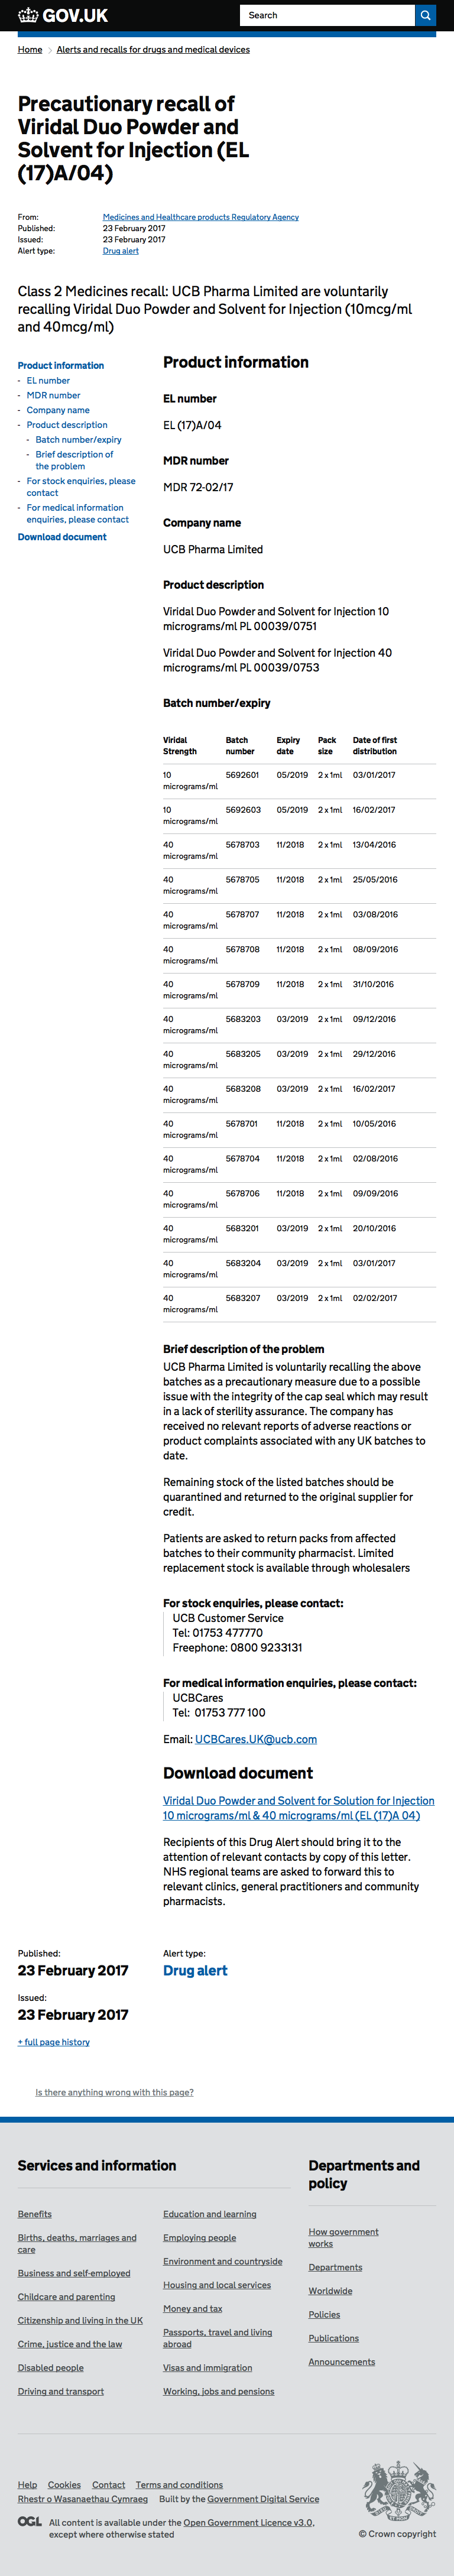 GOV.UK
Search
Home
Alerts and recalls for drugs and medical devices
Precautionary recall of
Viridal Duo Powder and
Solvent for Injection (EL
(17)A/04)
From: Medicines and Healthcare products Regulatory Agency
Published: 23 February 2017
Issued: 23 February 2017
Alert type: Drug alert
Class 2 Medicines recall: UCB Pharma Limited are voluntarily
recalling Viridal Duo Powder and Solvent for Injection (10mcg/ml
and 40mcg/ml)
Product information
- EL number
- MDR number
- Company name
- Product description
- Batch number/expiry
- Brief description of
the problem
- For stock enquiries, please
contact
- For medical information
enquiries, please contact
Download document
Product information
EL number
EL (17)A/04
MDR number
MDR 72-02/17
Company name
UCB Pharma Limited
Product description
Viridal Duo Powder and Solvent for Injection 10
micrograms/ml PL 00039/0751
Viridal Duo Powder and Solvent for Injection 40
micrograms/ml PL 00039/0753
Batch number/expiry
Viridal Batch Expiry Pack Date of first
Strength number date size distribution
10 5692601 05/2019 2 x 1ml 03/01/2017
micrograms/ml
10 5692603 05/2019 2 x 1ml 16/02/2017
micrograms/ml
40 5678703 11/2018 2 x 1ml 13/04/2016
micrograms/ml
40 5678705 11/2018 2 x 1ml 25/05/2016
micrograms/ml
40 5678707 11/2018 2 x 1ml 03/08/2016
micrograms/ml
40 5678708 11/2018 2 x 1ml 08/09/2016
micrograms/ml
40 5678709 11/2018 2 x 1ml 31/10/2016
micrograms/ml
40 5683203 03/2019 2 x 1ml 09/12/2016
micrograms/ml
40 5683205 03/2019 2 x 1ml 29/12/2016
micrograms/ml
40 5683208 03/2019 2 x 1ml 16/02/2017
micrograms/ml
40 5678701 11/2018 2 x 1ml 10/05/2016
micrograms/ml
40 5678704 11/2018 2 x 1ml 02/08/2016
micrograms/ml
40 5678706 11/2018 2 x 1ml 09/09/2016
micrograms/ml
40 5683201 03/2019 2 x 1ml 20/10/2016
micrograms/ml
40 5683204 03/2019 2 x 1ml 03/01/2017
micrograms/ml
40 5683207 03/2019 2 x 1ml 02/02/2017
micrograms/ml
Brief description of the problem
UCB Pharma Limited is voluntarily recalling the above
batches as a precautionary measure due to a possible
issue with the integrity of the cap seal which may result
in a lack of sterility assurance. The company has
received no relevant reports of adverse reactions or
product complaints associated with any UK batches to
date.
Remaining stock of the listed batches should be
quarantined and returned to the original supplier for
credit.
Patients are asked to return packs from affected
batches to their community pharmacist. Limited
replacement stock is available through wholesalers
For stock enquiries, please contact:
UCB Customer Service
Tel: 01753 477770
Freephone: 0800 9233131
For medical information enquiries, please contact:
UCBCares
Tel: 01753 777 100
Email: UCBCares.UK@ucb.com
Download document
Viridal Duo Powder and Solvent for Solution for Injection
10 micrograms/ml & 40 micrograms/ml (EL (17)A 04)
Recipients of this Drug Alert should bring it to the
attention of relevant contacts by copy of this letter.
NHS regional teams are asked to forward this to
relevant clinics, general practitioners and community
pharmacists.
Published: Alert type:
23 February 2017 Drug alert
Issued:
23 February 2017
+ full page history
Is there anything wrong with this page?
Services and information
Benefits
Births, deaths, marriages and
care
Business and self-employed
Childcare and parenting
Citizenship and living in the UK
Crime, justice and the law
Disabled people
Driving and transport
Education and learning
Employing people
Environment and countryside
Housing and local services
Money and tax
Passports, travel and living
abroad
Visas and immigration
Working, jobs and pensions
Departments and
policy
How government
works
Departments
Worldwide
Policies
Publications
Announcements
Help Cookies Contact Terms and conditions
Rhestr o Wasanaethau Cymraeg Built by the Government Digital Service
OGL All content is available under the Open Government Licence v3.0,
except where otherwise stated
© Crown copyright